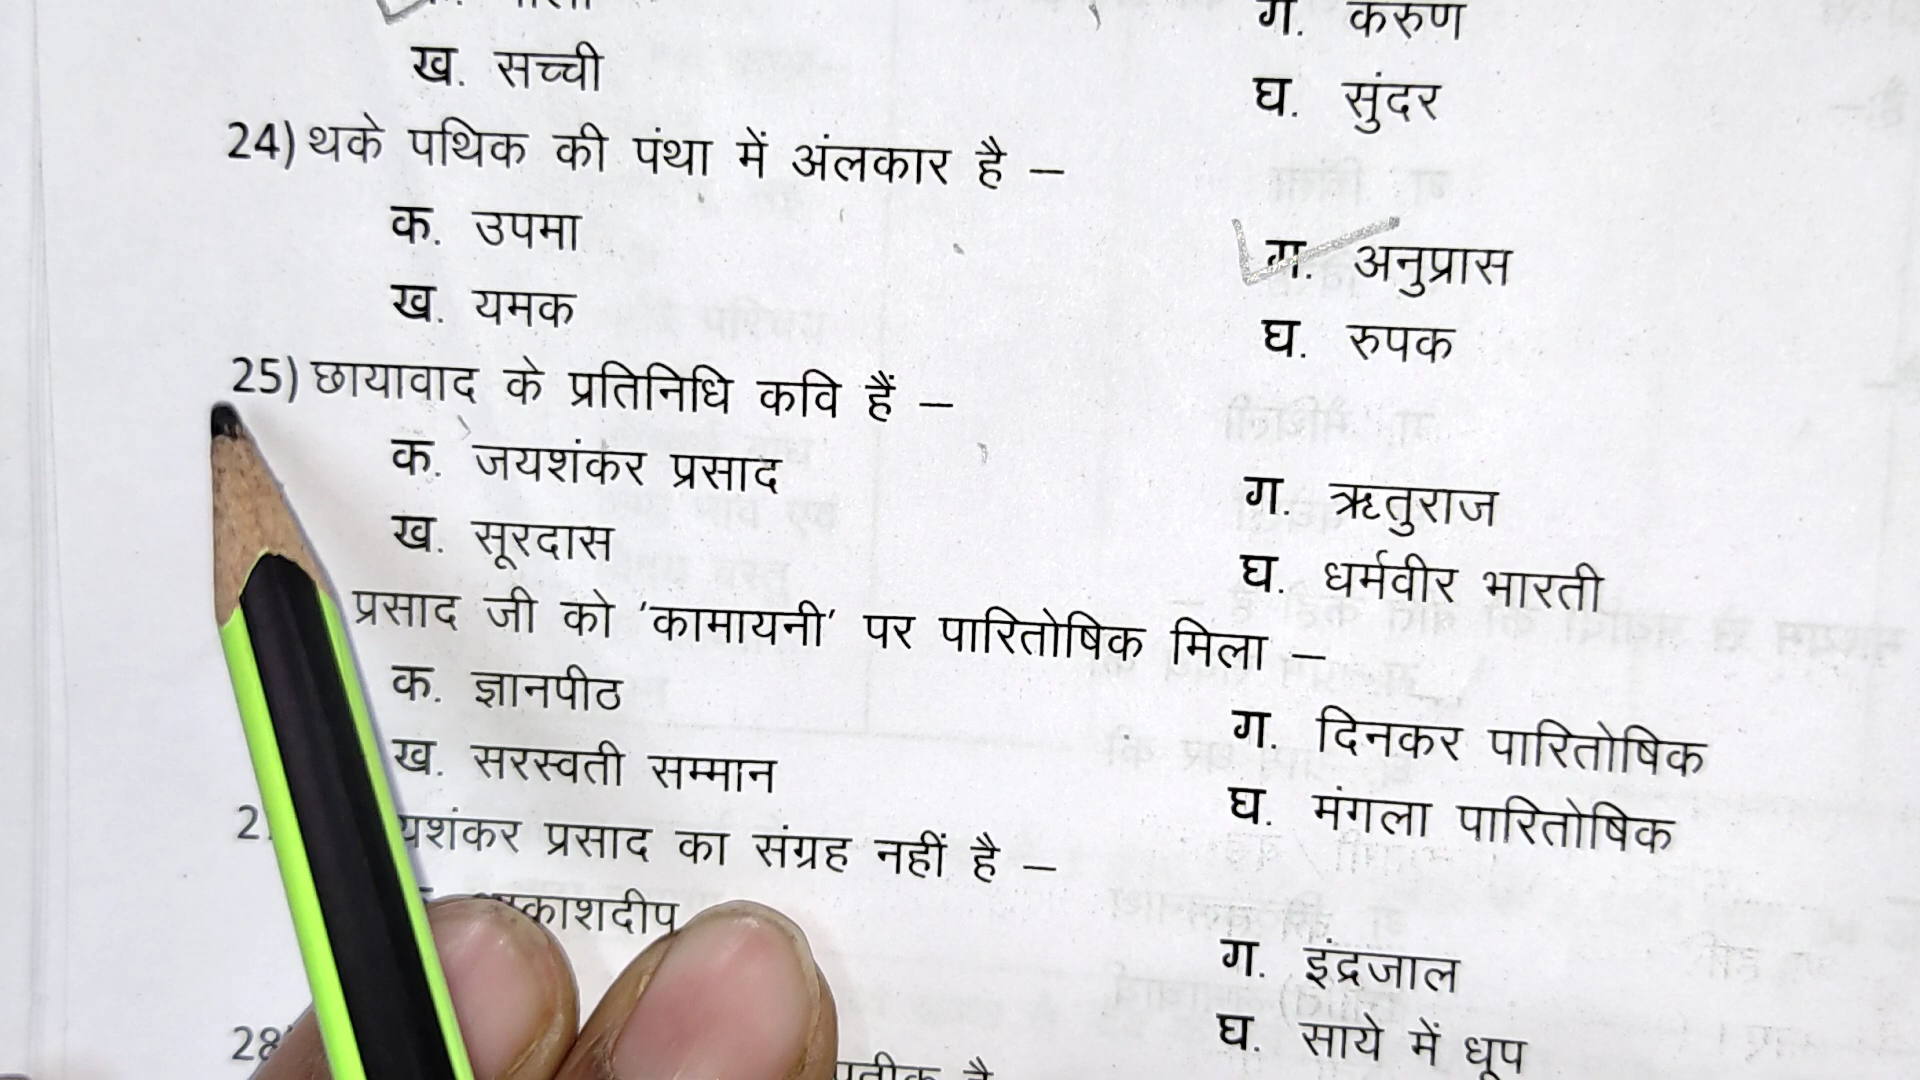 ग. करुण
ख. सच्ची
घ. सुंदर
24) थके पथिक की पंथा में अंलकार है –
क. उपमा
ग. अनुप्रास
ख. यमक
घ. रुपक
25) छायावाद के प्रतिनिधि कवि हैं –
क. जयशंकर प्रसाद
ग. ऋतुराज
ख. सूरदास
घ. धर्मवीर भारती
प्रसाद जी को ’कामायनी’ पर पारितोषिक मिला –
क. ज्ञानपीठ
ग. दिनकर पारितोषिक
ख. सरस्वती सम्मान
घ. मंगला पारितोषिक
यशंकर प्रसाद का संग्रह नहीं है –
काशदीप
ग. इंद्रजाल
28
घ. साये में धूप
है